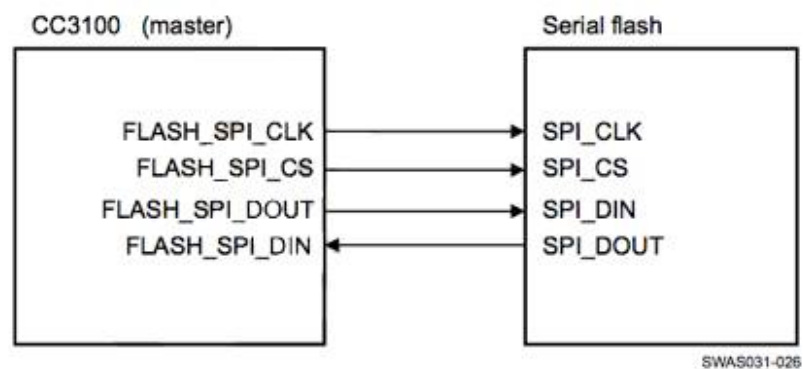 CC3100 (master)
Serial flash
FLASH_SPI_CLK
SPI_CLK
FLASH_SPI_CS
SPI_CS
FLASH_SPI_DOUT
SPI_DIN
FLASH_SPI_DIN
SPI_DOUT
SWAS031-026